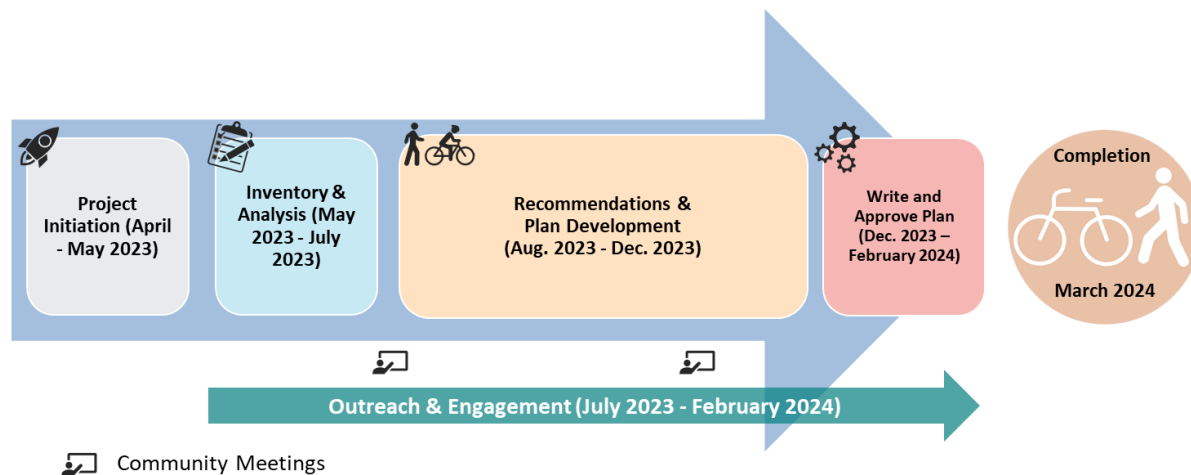 Project
Initiation (April
- May 2023)
Inventory &
Analysis (May
2023 - July
2023)
Recommendations &
Plan Development
(Aug. 2023 - Dec. 2023)
Write and
Approve Plan
(Dec. 2023 –
February 2024)
Completion
March 2024
Outreach & Engagement (July 2023 - February 2024)
Community Meetings